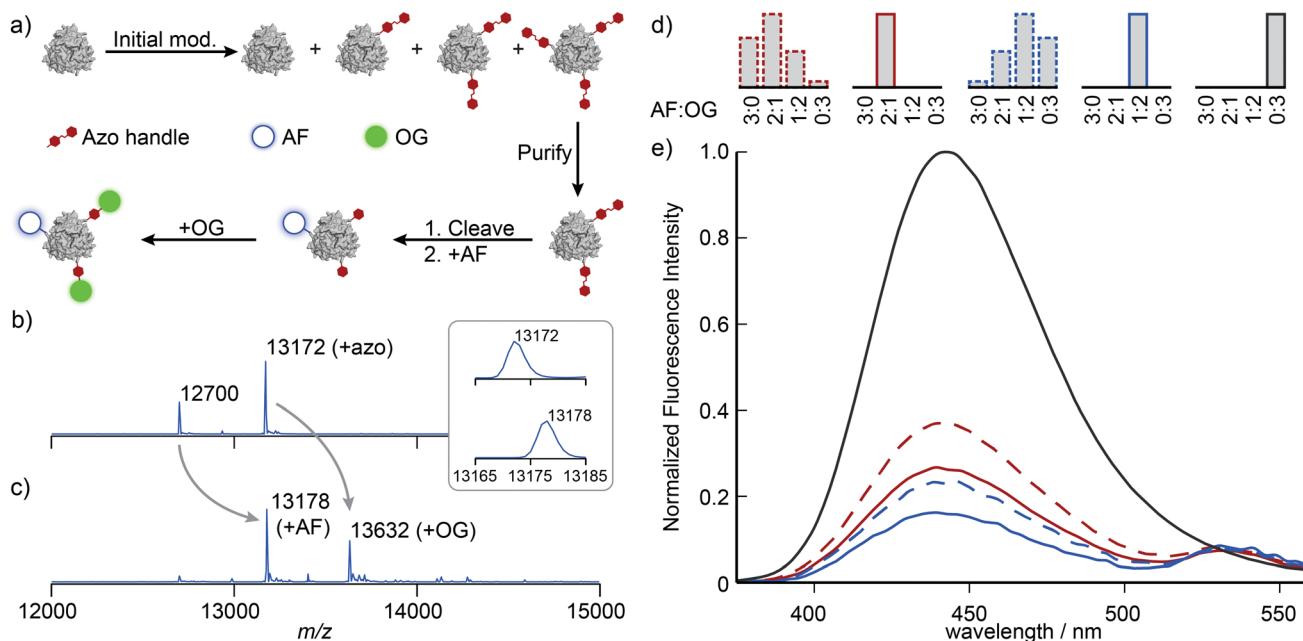 a)
Initial mod.
+ + +
Azo handle
AF
OG
Purify
+OG
1. Cleave
2. +AF
b)
13172 (+azo)
12700
13172
13178
13165 13175 13185
c)
13178
(+AF)
13632 (+OG)
12000 13000 14000 15000
m/z
d)
AF:OG
3:0 2:1 1:2 0:3
3:0 2:1 1:2 0:3
3:0 2:1 1:2 0:3
3:0 2:1 1:2 0:3
3:0 2:1 1:2 0:3
e)
Normalized Fluorescence Intensity
1.0
0.8
0.6
0.4
0.2
0
400 450 500 550
wavelength / nm